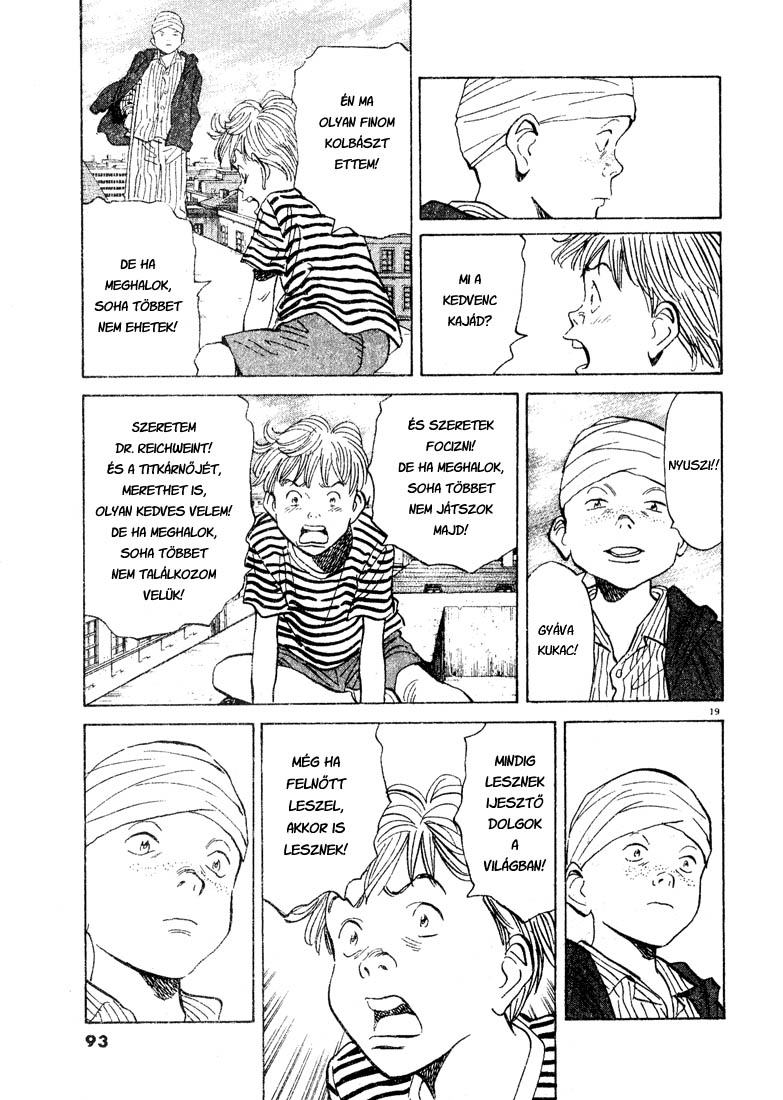 MI A
KEDVENC
KAJÁD?
ÉN MA
OLYAN FINOM
KOLBÁSZT
ETTEM!
DE HA
MEGHALOK,
SOHA TÖBBET
NEM EHETEK!
NYUSZI!!
GYÁVA
KUKAC!
ÉS SZERETEK
FOCIZNI!
DE HA MEGHALOK,
SOHA TÖBBET
NEM JÁTSZOK
MAJD!
SZERETEM
DR. REICHWEINT!
ÉS A TITKÁRNŐJÉT,
MERETHET IS,
OLYAN KEDVES VELEM!
DE HA MEGHALOK,
SOHA TÖBBET
NEM TALÁLKOZOM
VELÜK!
19
MINDIG
LESZNEK
IJESZTŐ
DOLGOK
A
VILÁGBAN!
MÉG HA
FELNŐTT
LESZEL,
AKKOR IS
LESZNEK!
93